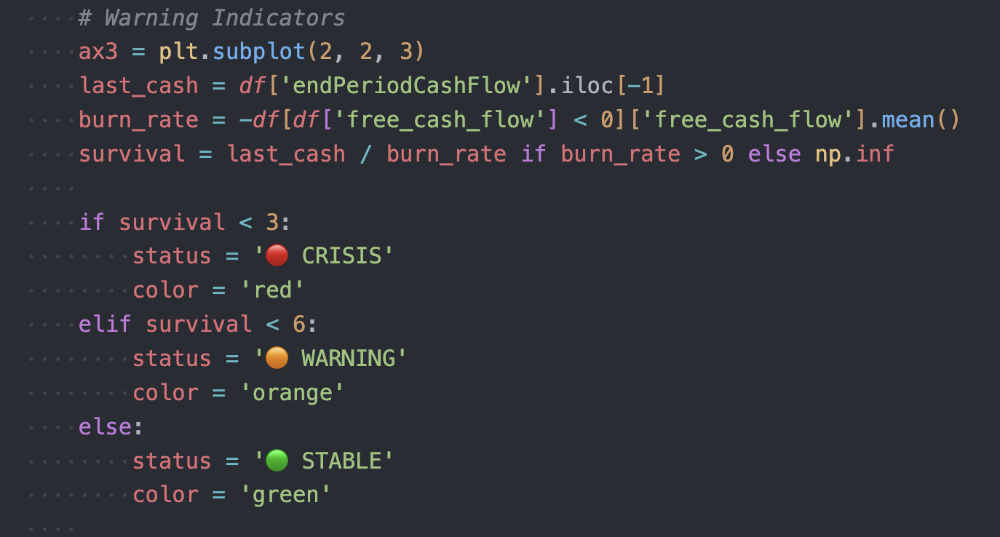 # Warning Indicators
ax3 = plt.subplot(2, 2, 3)
last_cash = df['endPeriodCashFlow'].iloc[-1]
burn_rate = -df[df['free_cash_flow'] < 0]['free_cash_flow'].mean()
survival = last_cash / burn_rate if burn_rate > 0 else np.inf
if survival < 3:
status = '🔴 CRISIS'
color = 'red'
elif survival < 6:
status = '🟠 WARNING'
color = 'orange'
else:
status = '🟢 STABLE'
color = 'green'